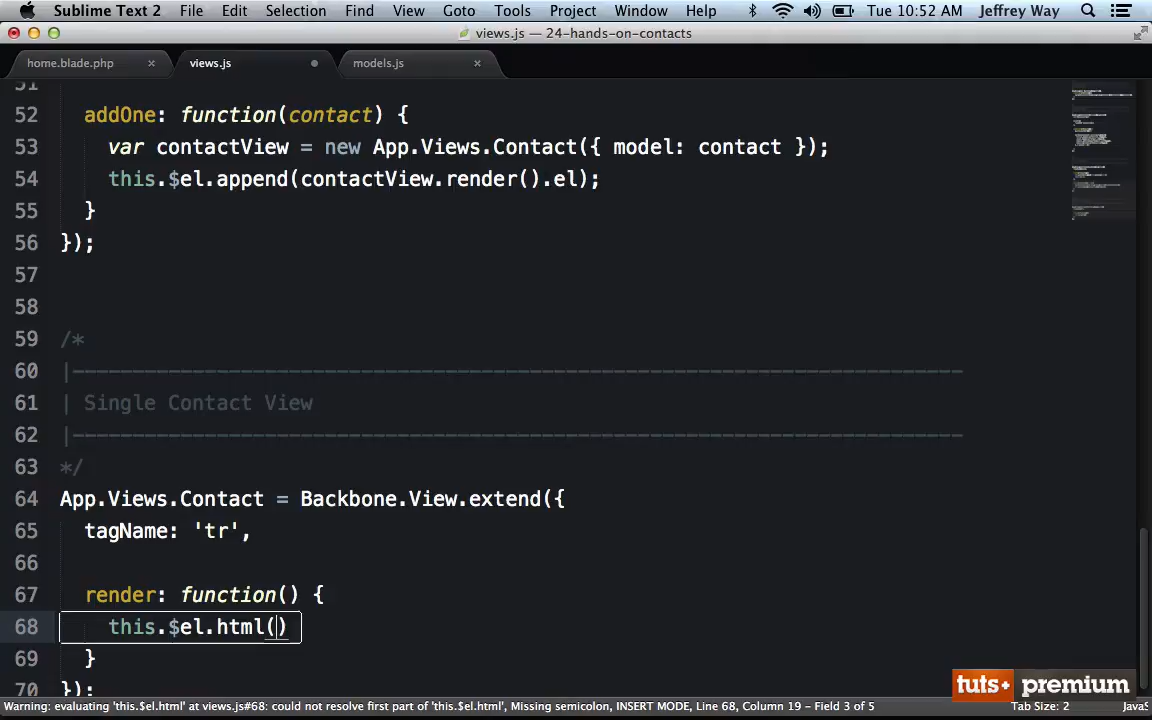 Sublime Text 2 File Edit Selection Find View Goto Tools Project Window Help Tue 10:52 AM Jeffrey Way
views.js — 24-hands-on-contacts
home.blade.php × views.js models.js ×
51
52 addOne: function(contact) {
53 var contactView = new App.Views.Contact({ model: contact });
54 this.$el.append(contactView.render().el);
55 }
56 });
57
58
59 /*
60 |--------------------------------------------------------------------------
61 | Single Contact View
62 |--------------------------------------------------------------------------
63 */
64 App.Views.Contact = Backbone.View.extend({
65 tagName: 'tr',
66
67 render: function() {
68 this.$el.html()
69 }
70 });
tuts+ premium
Warning: evaluating 'this.$el.html' at views.js#68: could not resolve first part of 'this.$el.html', Missing semicolon, INSERT MODE, Line 68, Column 19 - Field 3 of 5 Tab Size: 2 JavaS